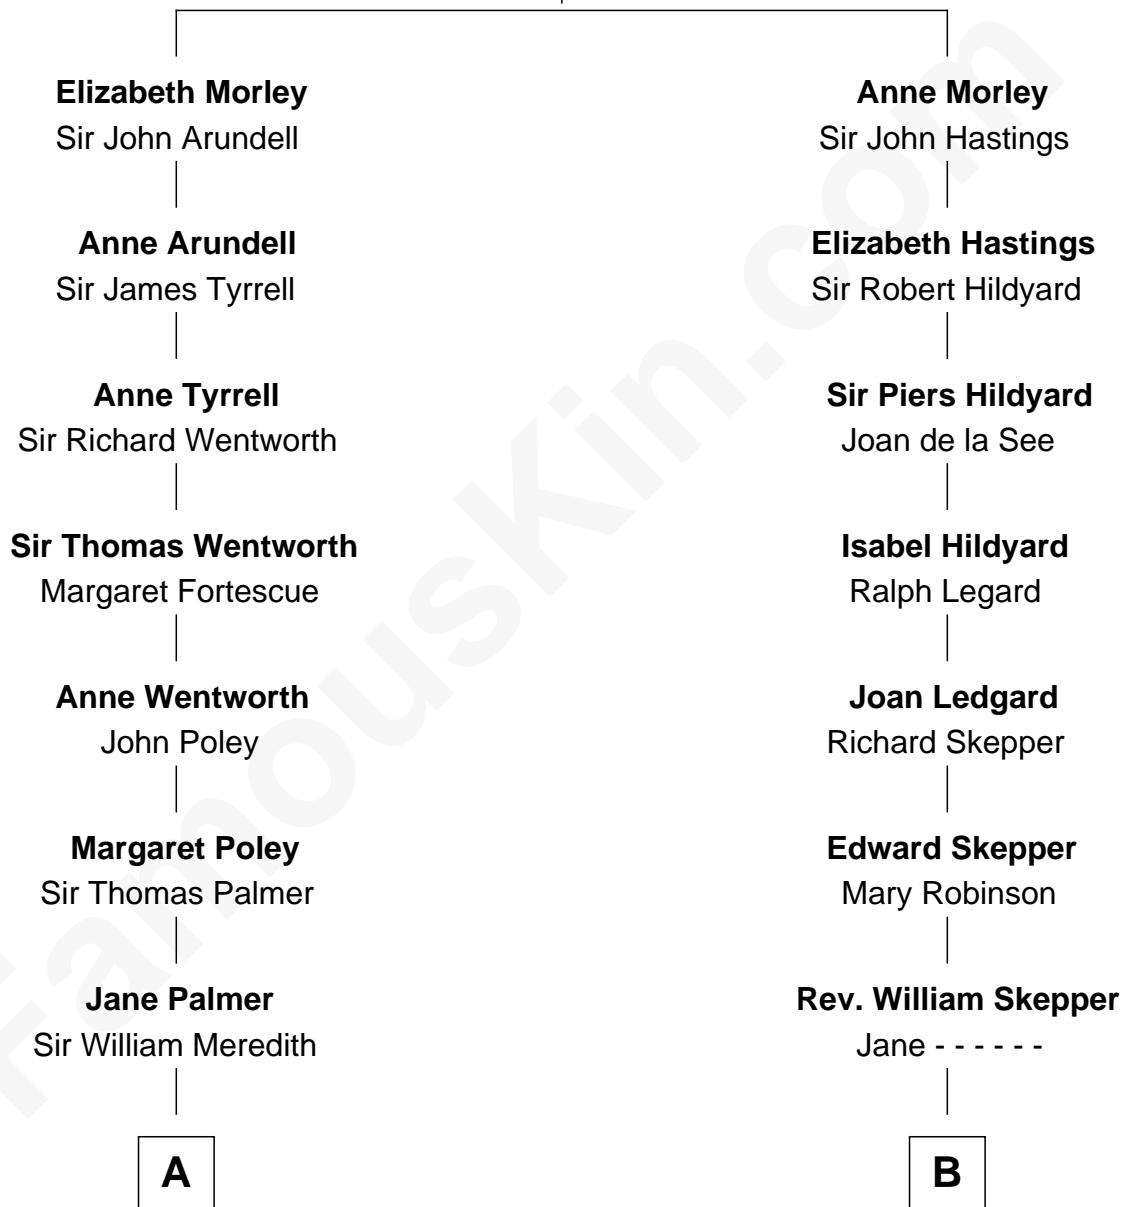 Elizabeth Morley
Sir John Arundell
Anne Arundell
Sir James Tyrrell
Anne Tyrrell
Sir Richard Wentworth
Sir Thomas Wentworth
Margaret Fortescue
Anne Wentworth
John Poley
Margaret Poley
Sir Thomas Palmer
Jane Palmer
Sir William Meredith
A
Anne Morley
Sir John Hastings
Elizabeth Hastings
Sir Robert Hildyard
Sir Piers Hildyard
Joan de la See
Isabel Hildyard
Ralph Legard
Joan Ledgard
Richard Skepper
Edward Skepper
Mary Robinson
Rev. William Skepper
Jane - - - - - -
B
FamousKin.com